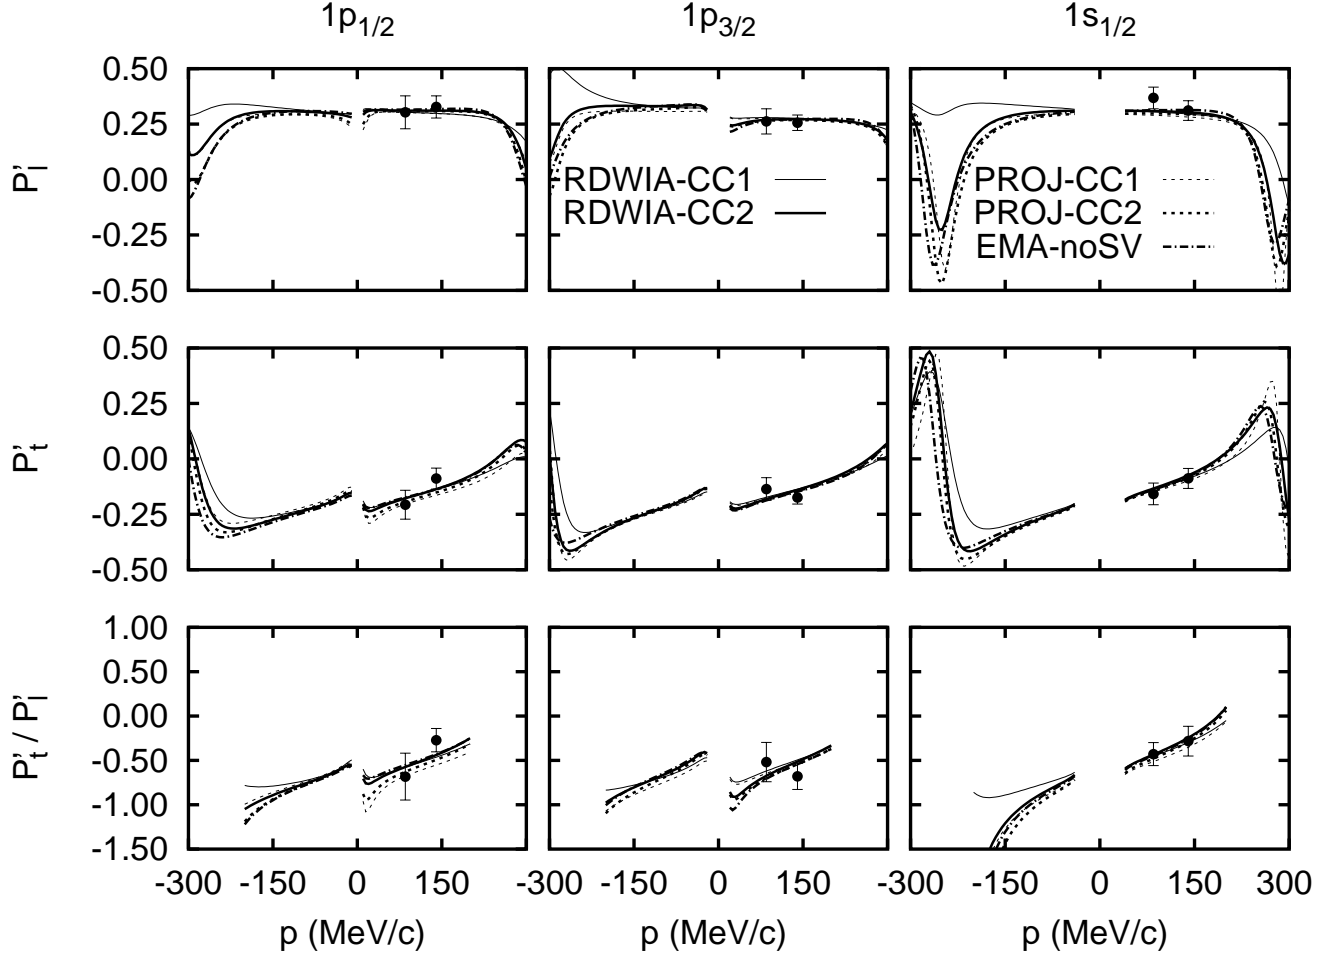 1p1/2 1p3/2 1s1/2
P'l
0.50
0.25
0.00
-0.25
-0.50
RDWIA-CC1
RDWIA-CC2
PROJ-CC1
PROJ-CC2
EMA-noSV
P't
0.50
0.25
0.00
-0.25
-0.50
P't / P'l
1.00
0.50
0.00
-0.50
-1.00
-1.50
-300 -150 0 150 -300 -150 0 150 -300 -150 0 150 300
p (MeV/c) p (MeV/c) p (MeV/c)